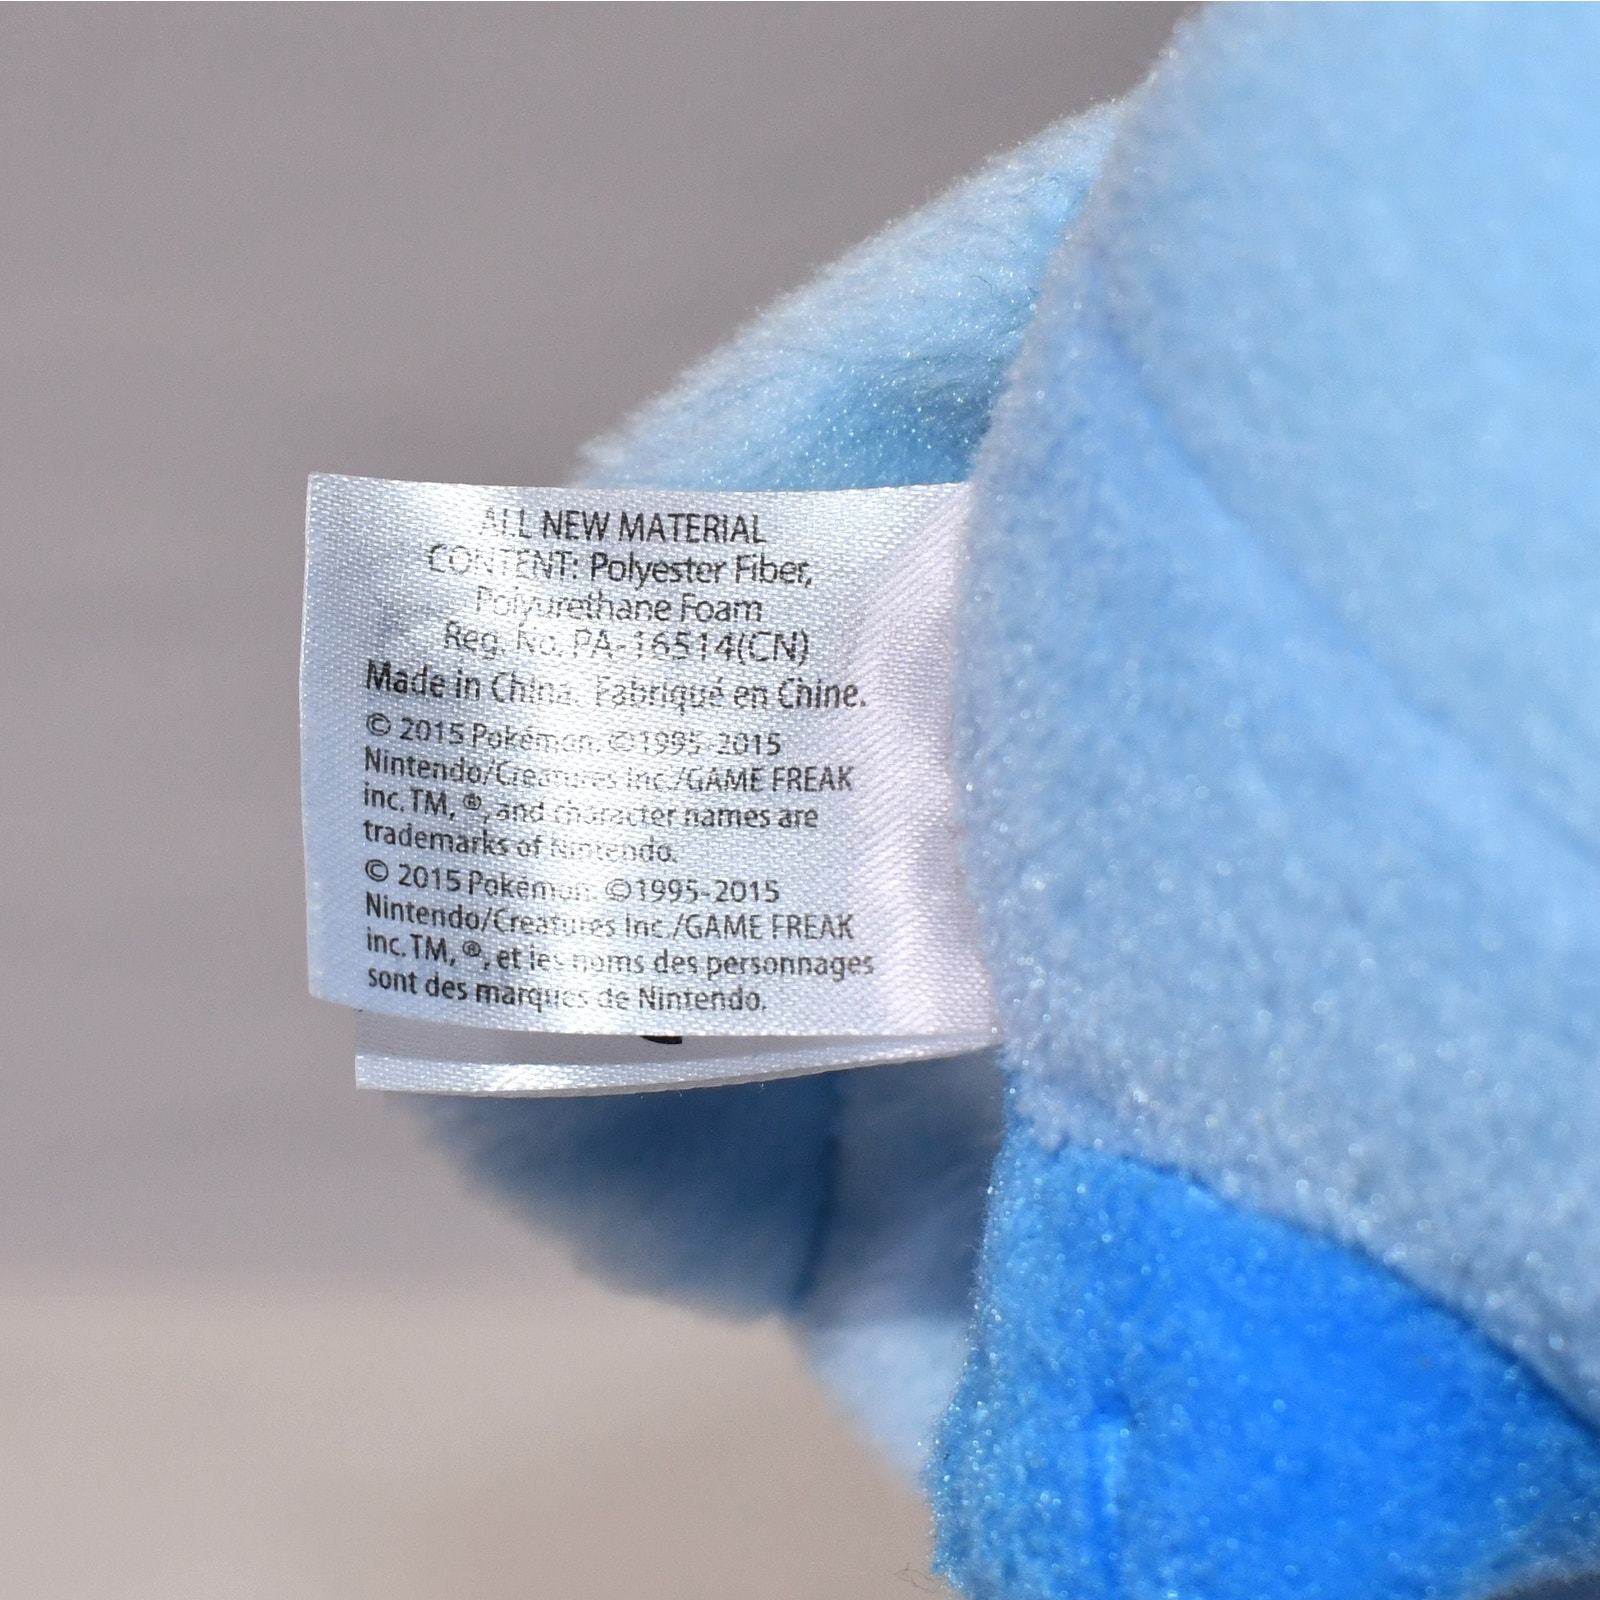 ALL NEW MATERIAL
CONTENT: Polyester Fiber,
Polyurethane Foam
Reg. No. PA-16514(CN)
Made in China. Fabriqué en Chine.
© 2015 Pokémon. ©1995-2015
Nintendo/Creatures Inc./GAME FREAK
inc. TM, ®, and character names are
trademarks of Nintendo.
© 2015 Pokémon. ©1995-2015
Nintendo/Creatures Inc./GAME FREAK
inc. TM, ®, et les noms des personnages
sont des marques de Nintendo.